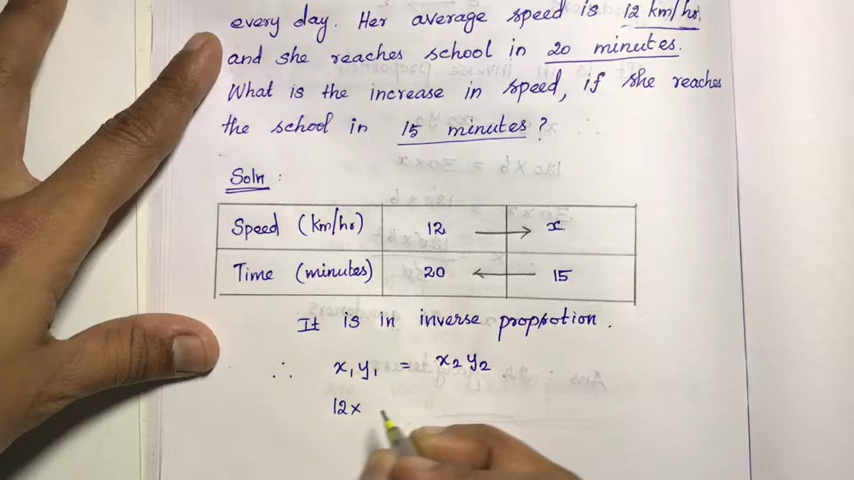 every day. Her average speed is 12 km/hr.
and she reaches school in 20 minutes.
What is the increase in speed, if she reaches
the school in 15 minutes ?
Soln :
Speed (km/hr) 12 → x
Time (minutes) 20 ← 15
It is in inverse proprotion.
∴ x₁y₁ = x₂y₂
12x